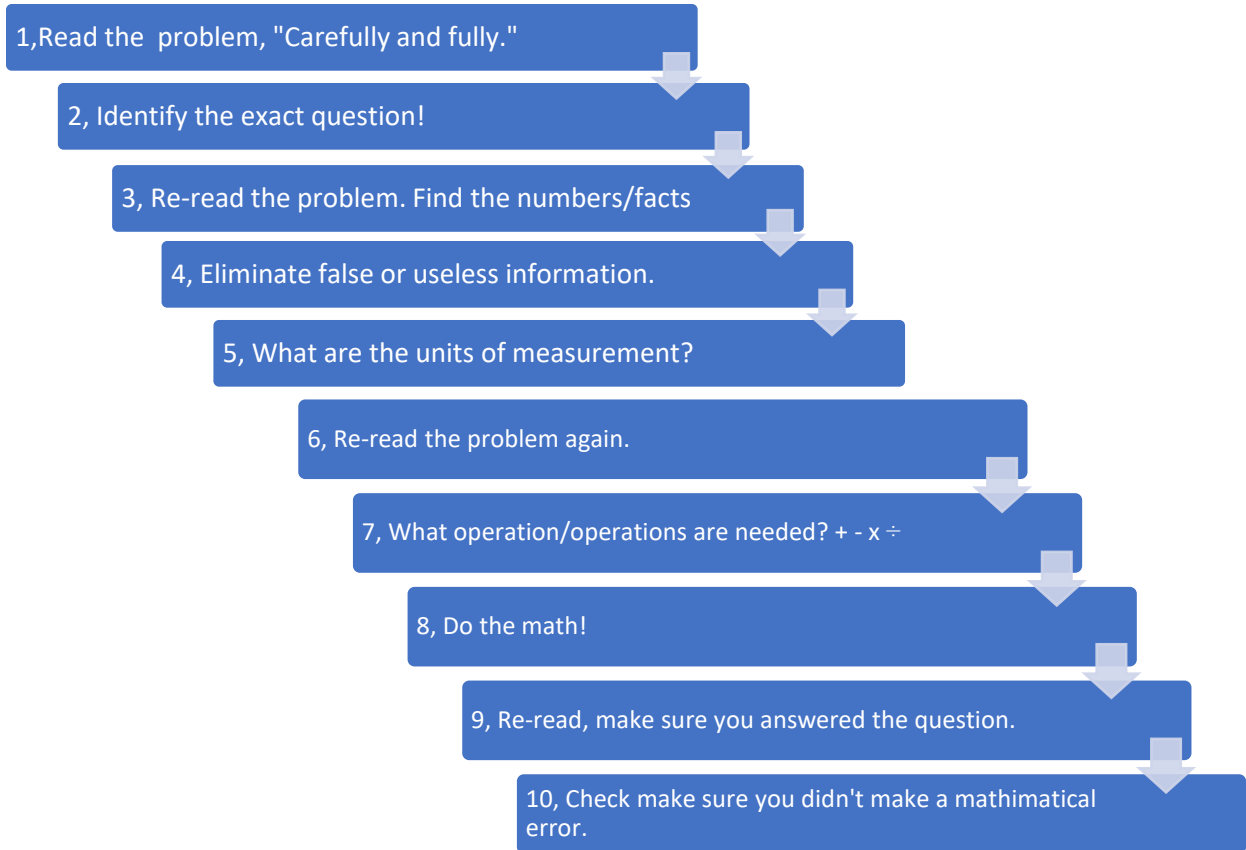 1,Read the  problem, "Carefully and fully."
2, Identify the exact question!
3, Re-read the problem. Find the numbers/facts
4, Eliminate false or useless information.
5, What are the units of measurement?
6, Re-read the problem again.
7, What operation/operations are needed? + - x ÷
8, Do the math!
9, Re-read, make sure you answered the question.
10, Check make sure you didn't make a mathimatical
error.